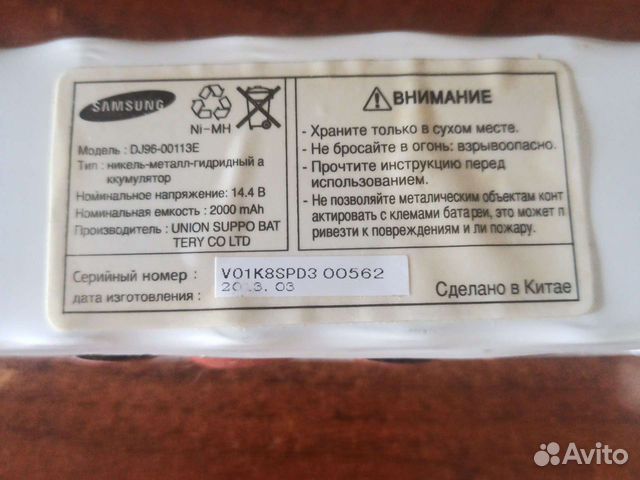 SAMSUNG
Ni-MH
Модель : DJ96-00113E
Тип : никель-металл-гидридный а
ккумулятор
Номинальное напряжение : 14.4 В
Номинальная емкость : 2000 mAh
Производитель : UNION SUPPO BAT
TERY CO LTD
ВНИМАНИЕ
- Храните только в сухом месте.
- Не бросайте в огонь: взрывоопасно.
- Прочтите инструкцию перед
использованием.
- Не позволяйте металическим объектам конт
актировать с клемами батареи, это может п
ривезти к повреждениям и ли пожару.
Серийный номер : V01K8SPD3 00562
дата изготовления : 2013. 03
Сделано в Китае
Avito